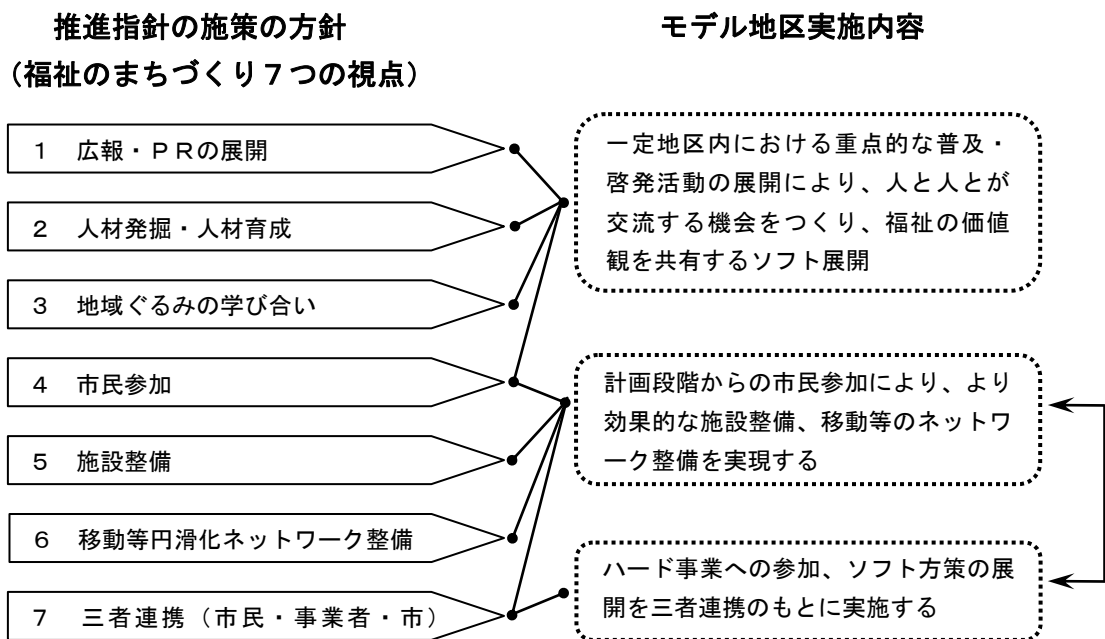 推進指針の施策の方針
（福祉のまちづくり７つの視点）
１　広報・ＰＲの展開
２　人材発掘・人材育成
３　地域ぐるみの学び合い
４　市民参加
５　施設整備
６　移動等円滑化ネットワーク整備
７　三者連携（市民・事業者・市）
モデル地区実施内容
一定地区内における重点的な普及・
啓発活動の展開により、人と人とが
交流する機会をつくり、福祉の価値
観を共有するソフト展開
計画段階からの市民参加により、より
効果的な施設整備、移動等のネットワ
ーク整備を実現する
ハード事業への参加、ソフト方策の展
開を三者連携のもとに実施する